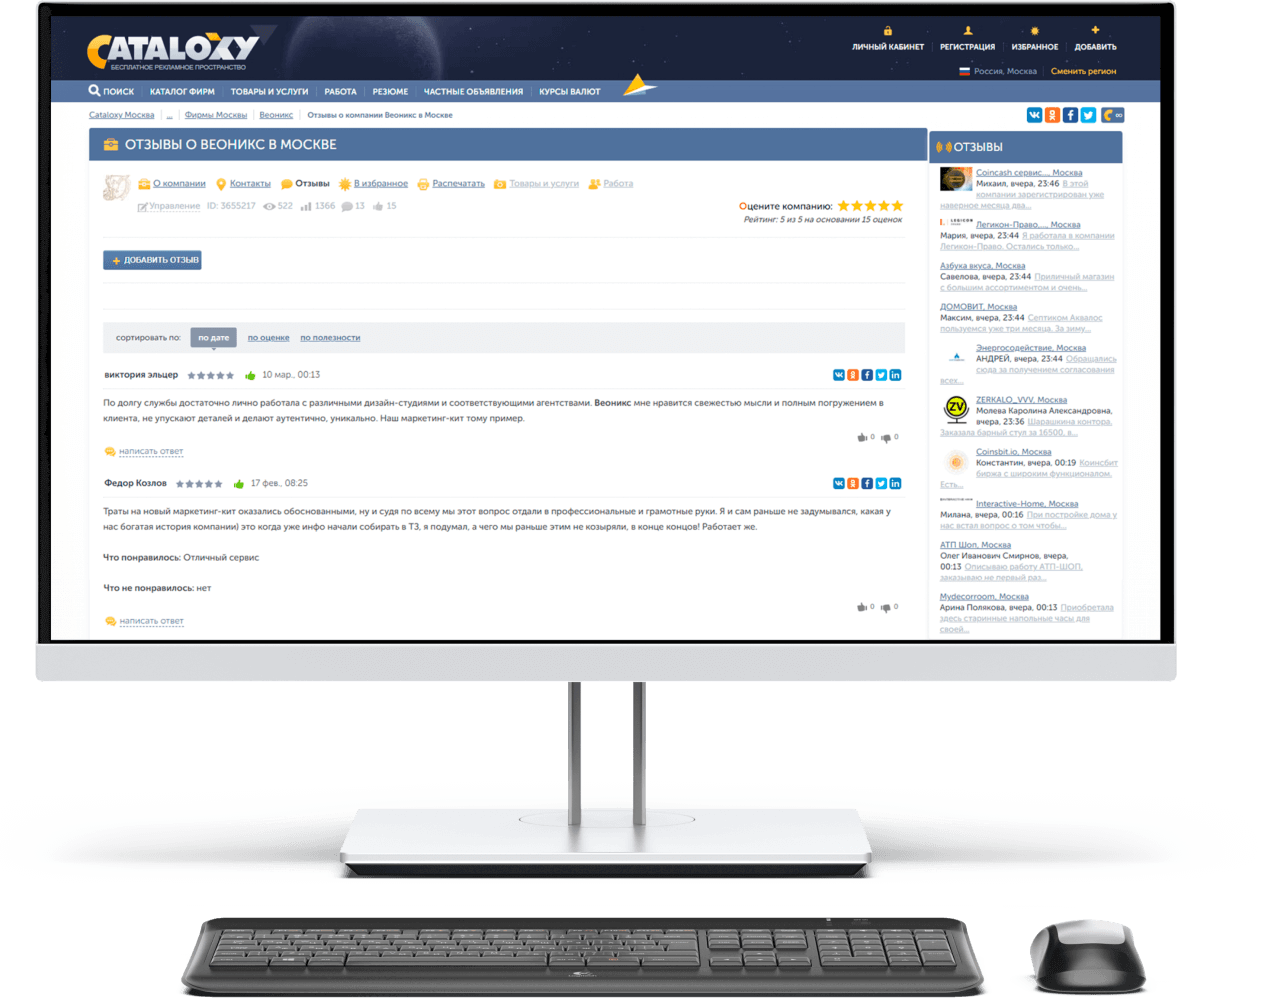 CATALOXY
БЕСПЛАТНОЕ РЕКЛАМНОЕ ПРОСТРАНСТВО
ЛИЧНЫЙ КАБИНЕТ РЕГИСТРАЦИЯ ИЗБРАННОЕ ДОБАВИТЬ
Россия, Москва Сменить регион
ПОИСК КАТАЛОГ ФИРМ ТОВАРЫ И УСЛУГИ РАБОТА РЕЗЮМЕ ЧАСТНЫЕ ОБЪЯВЛЕНИЯ КУРСЫ ВАЛЮТ
Cataloxy Москва ... Фирмы Москвы Веоникс Отзывы о компании Веоникс в Москве
ОТЗЫВЫ О ВЕОНИКС В МОСКВЕ
О компании Контакты Отзывы В избранное Распечатать Товары и услуги Работа
Управление ID: 3655217 522 1366 13 15
Оцените компанию:
Рейтинг: 5 из 5 на основании 15 оценок
+ ДОБАВИТЬ ОТЗЫВ
сортировать по: по дате по оценке по полезности
виктория эльцер 10 мар., 00:13
По долгу службы достаточно лично работала с различными дизайн-студиями и соответствующими агентствами. Веоникс мне нравится свежестью мысли и полным погружением в
клиента, не упускают деталей и делают аутентично, уникально. Наш маркетинг-кит тому пример.
0 0
написать ответ
Федор Козлов 17 фев., 08:25
Траты на новый маркетинг-кит оказались обоснованными, ну и судя по всему мы этот вопрос отдали в профессиональные и грамотные руки. Я и сам раньше не задумывался, какая у
нас богатая история компании) это когда уже инфо начали собирать в ТЗ, я подумал, а чего мы раньше этим не козыряли, в конце концов! Работает же.
Что понравилось: Отличный сервис
Что не понравилось: нет
0 0
написать ответ
ОТЗЫВЫ
Coincash сервис..., Москва
Михаил, вчера, 23:46 В этой
компании зарегистрирован уже
наверное месяца два...
Легикон-Право..., Москва
Мария, вчера, 23:44 Я работала в компании
Легикон-Право. Остались только...
Азбука вкуса, Москва
Савелова, вчера, 23:44 Приличный магазин
с большим ассортиментом и очень...
ДОМОВИТ, Москва
Максим, вчера, 23:44 Септиком Аквалос
пользуемся уже три месяца. За зиму...
Энергосодействие, Москва
АНДРЕЙ, вчера, 23:44 Обращались
сюда за получением согласования
всех...
ZV
ZERKALO_VVV, Москва
Молева Каролина Александровна,
вчера, 23:36 Шарашкина контора.
Заказала барный стул за 16500, в...
Coinsbit.io, Москва
Константин, вчера, 00:19 Коинсбит
биржа с широким функционалом.
Есть...
Interactive-Home, Москва
Милана, вчера, 00:16 При постройке дома у
нас встал вопрос о том чтобы...
АТП Шоп, Москва
Олег Иванович Смирнов, вчера,
00:13 Описываю работу АТП-ШОП,
заказываю не первый раз...
Mydecorroom, Москва
Арина Полякова, вчера, 00:13 Приобретала
здесь старинные напольные часы для
своей...